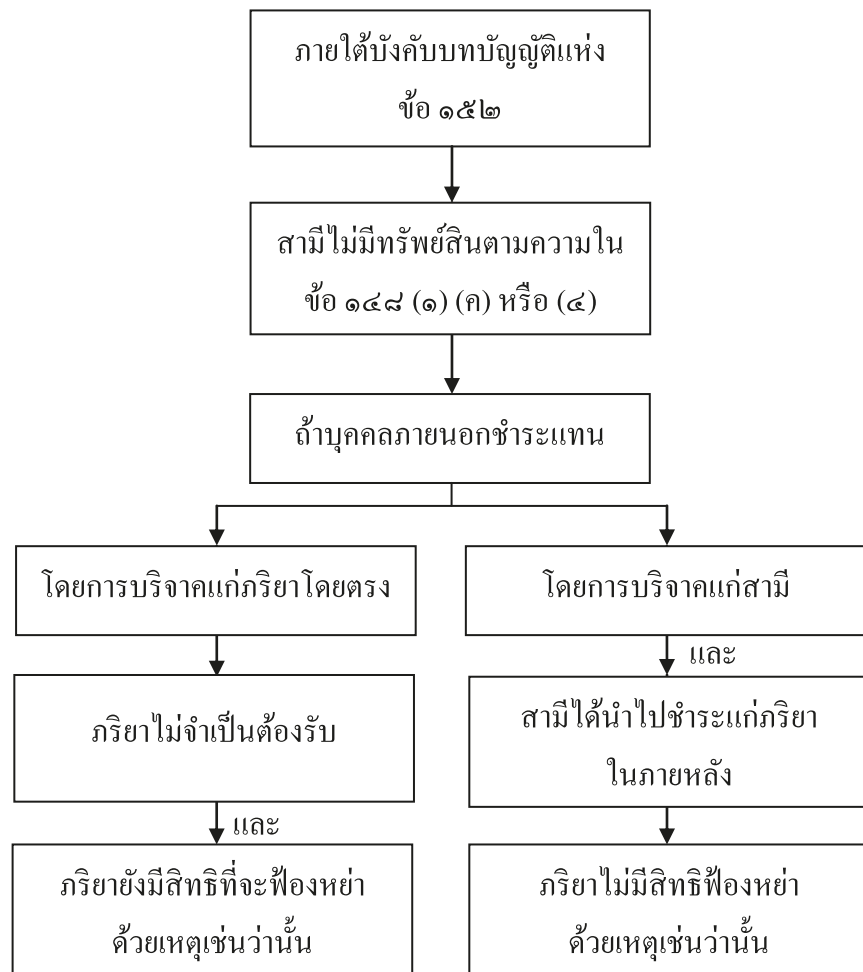 ภายใต้บังคับบทบัญญัติแห่ง
ข้อ ๑๕๒
สามีไม่มีทรัพย์สินตามความใน
ข้อ ๑๔๘ (๑) (ค) หรือ (๔)
ถ้าบุคคลภายนอกชำระแทน
โดยการบริจาคแก่ภริยาโดยตรง
โดยการบริจาคแก่สามี
และ
ภริยาไม่จำเป็นต้องรับ
สามีได้นำไปชำระแก่ภริยา
ในภายหลัง
และ
ภริยายังมีสิทธิที่จะฟ้องหย่า
ด้วยเหตุเช่นว่านั้น
ภริยาไม่มีสิทธิฟ้องหย่า
ด้วยเหตุเช่นว่านั้น